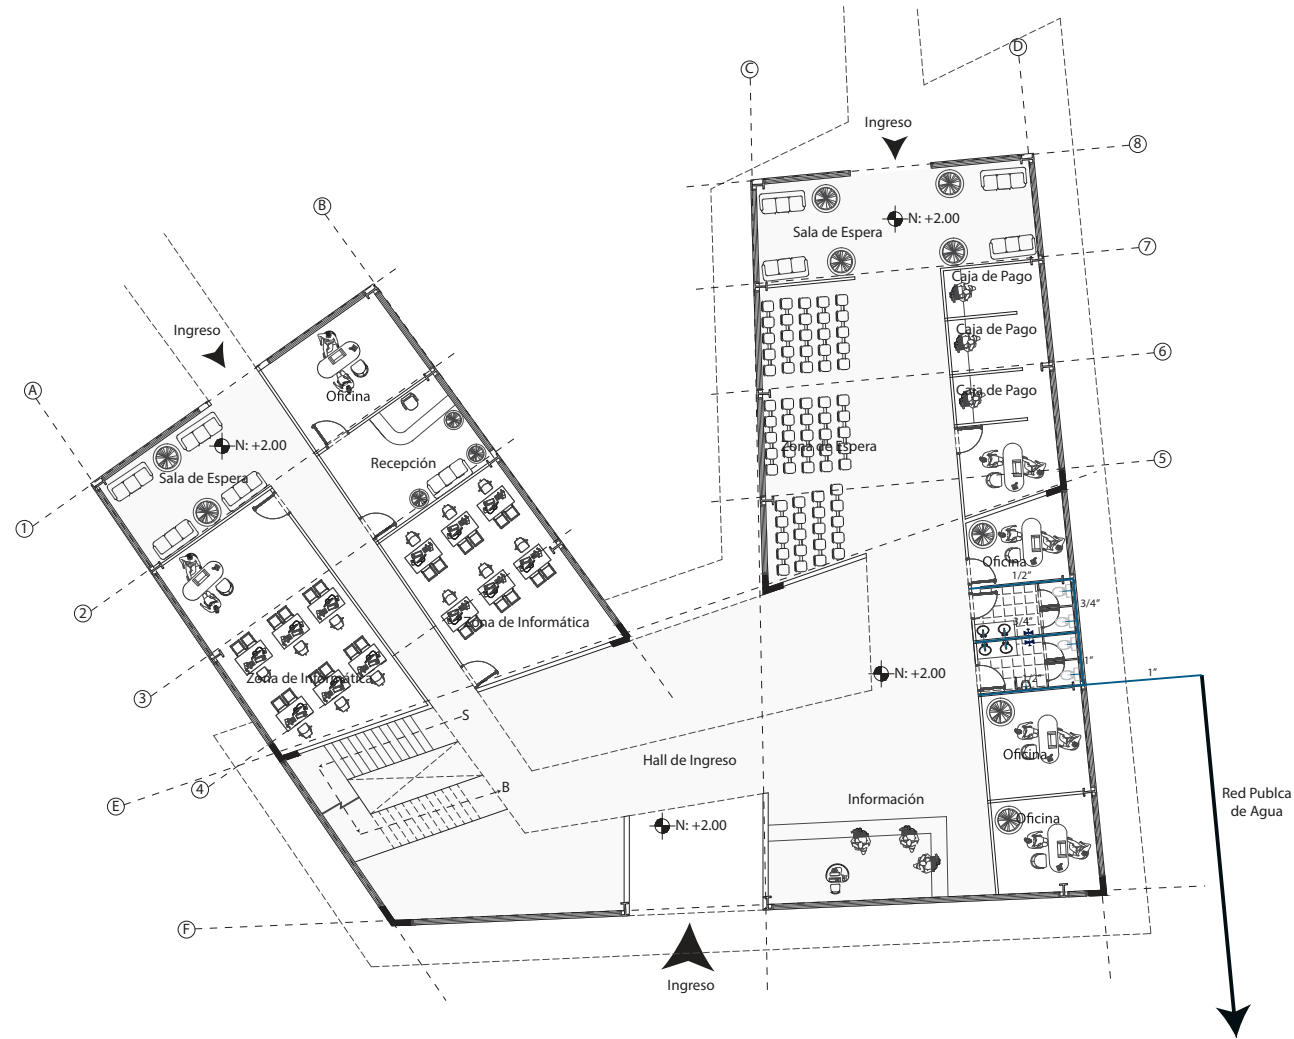 D
C
Ingreso
8
B
N: +2.00
Sala de Espera
7
Caja de Pago
Ingreso
Caja de Pago
6
A
Caja de Pago
Oficina
N: +2.00
Zona de Espera
Recepción
5
Sala de Espera
1
Oficina
1/2"
3/4"
2
3/4"
Zona de Informática
1"
1"
N: +2.00
Zona de Informática
1/2"
3
S
Oficina
Hall de Ingreso
4
B
E
Información
Red Publca
de Agua
Oficina
N: +2.00
F
Ingreso